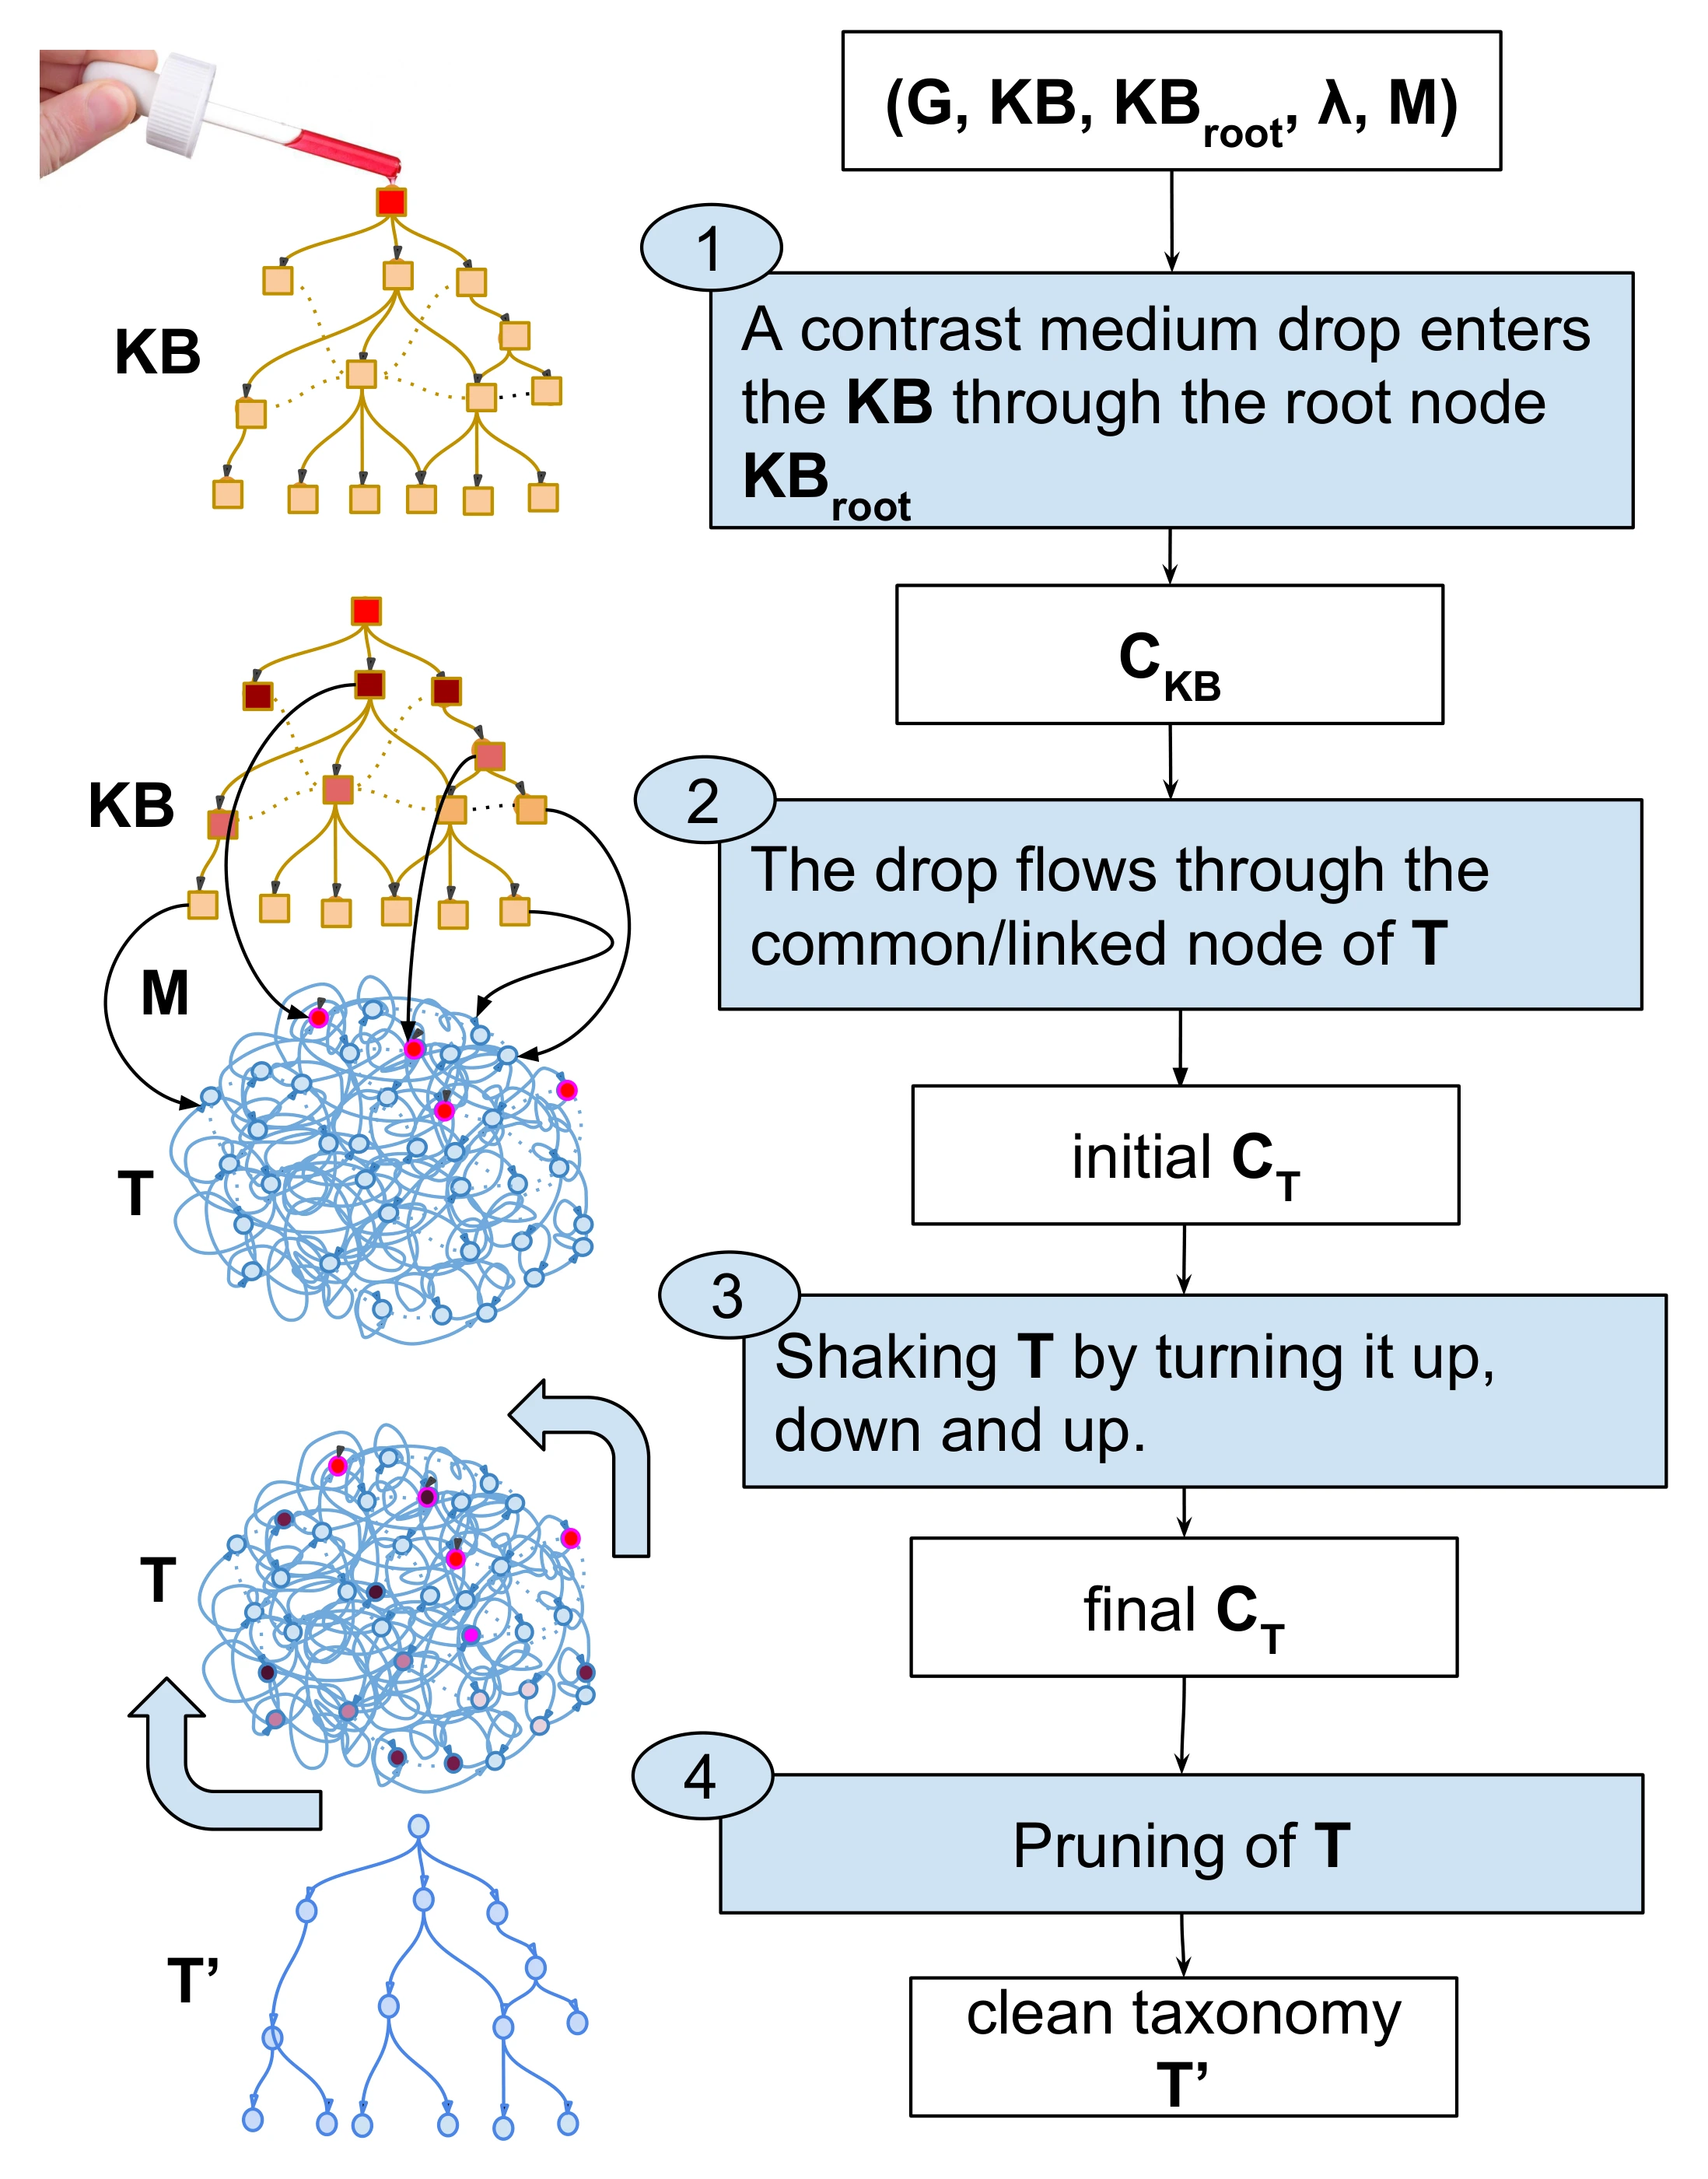 (G, KB, KBroot, λ, M)
1
A contrast medium drop enters
the KB through the root node
KBroot
KB
CKB
2
The drop flows through the
common/linked node of T
KB
M
T
initial CT
3
Shaking T by turning it up,
down and up.
T
final CT
4
Pruning of T
T’
clean taxonomy
T’